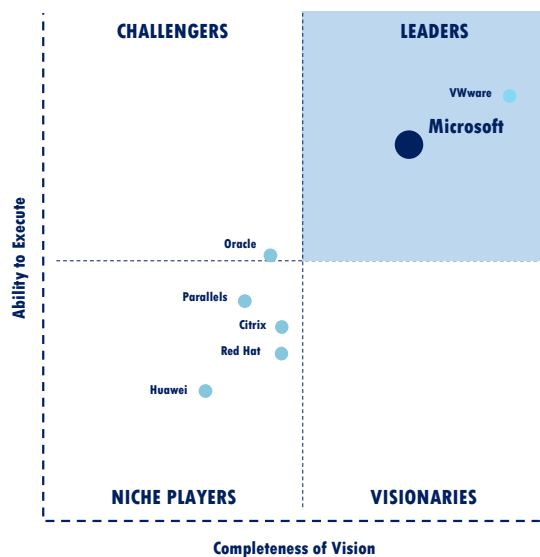 CHALLENGERS
LEADERS
VWware
Microsoft
Oracle
Ability to Execute
Parallels
Citrix
Red Hat
Huawei
NICHE PLAYERS
VISIONARIES
Completeness of Vision